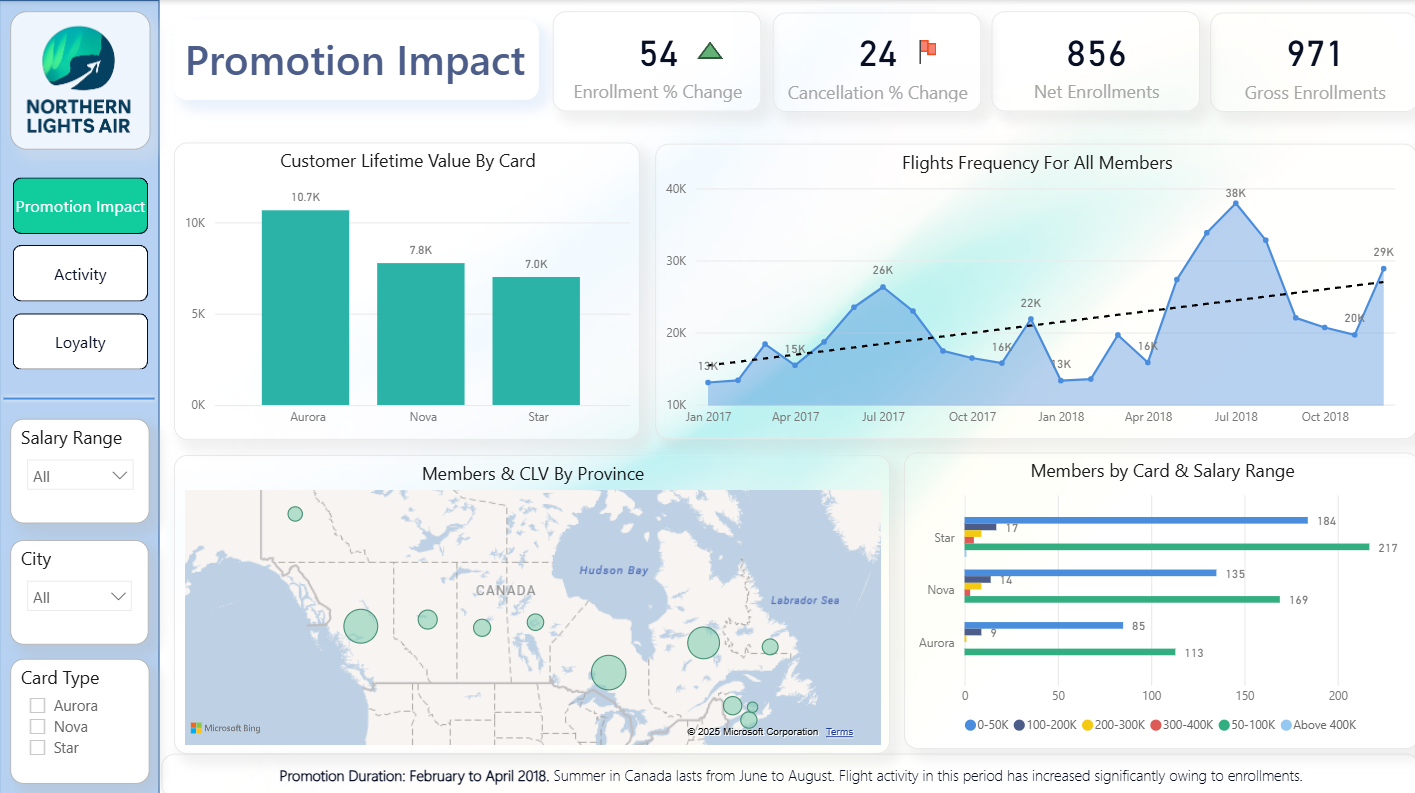 NORTHERN
LIGHTS AIR
Promotion Impact
Activity
Loyalty
Salary Range
All
City
All
Card Type
Aurora
Nova
Star
Promotion Impact
54
Enrollment % Change
24
Cancellation % Change
856
Net Enrollments
971
Gross Enrollments
Customer Lifetime Value By Card
10K
5K
0K
10.7K
7.8K
7.0K
Aurora
Nova
Star
Flights Frequency For All Members
40K
30K
20K
10K
13K
15K
26K
16K
22K
13K
16K
38K
20K
29K
Jan 2017
Apr 2017
Jul 2017
Oct 2017
Jan 2018
Apr 2018
Jul 2018
Oct 2018
Members & CLV By Province
CANADA
Hudson Bay
Labrador Sea
Microsoft Bing
© 2025 Microsoft Corporation Terms
Members by Card & Salary Range
Star
184
17
217
Nova
135
14
169
Aurora
85
9
113
0 50 100 150 200
0-50K 100-200K 200-300K 300-400K 50-100K Above 400K
Promotion Duration: February to April 2018. Summer in Canada lasts from June to August. Flight activity in this period has increased significantly owing to enrollments.